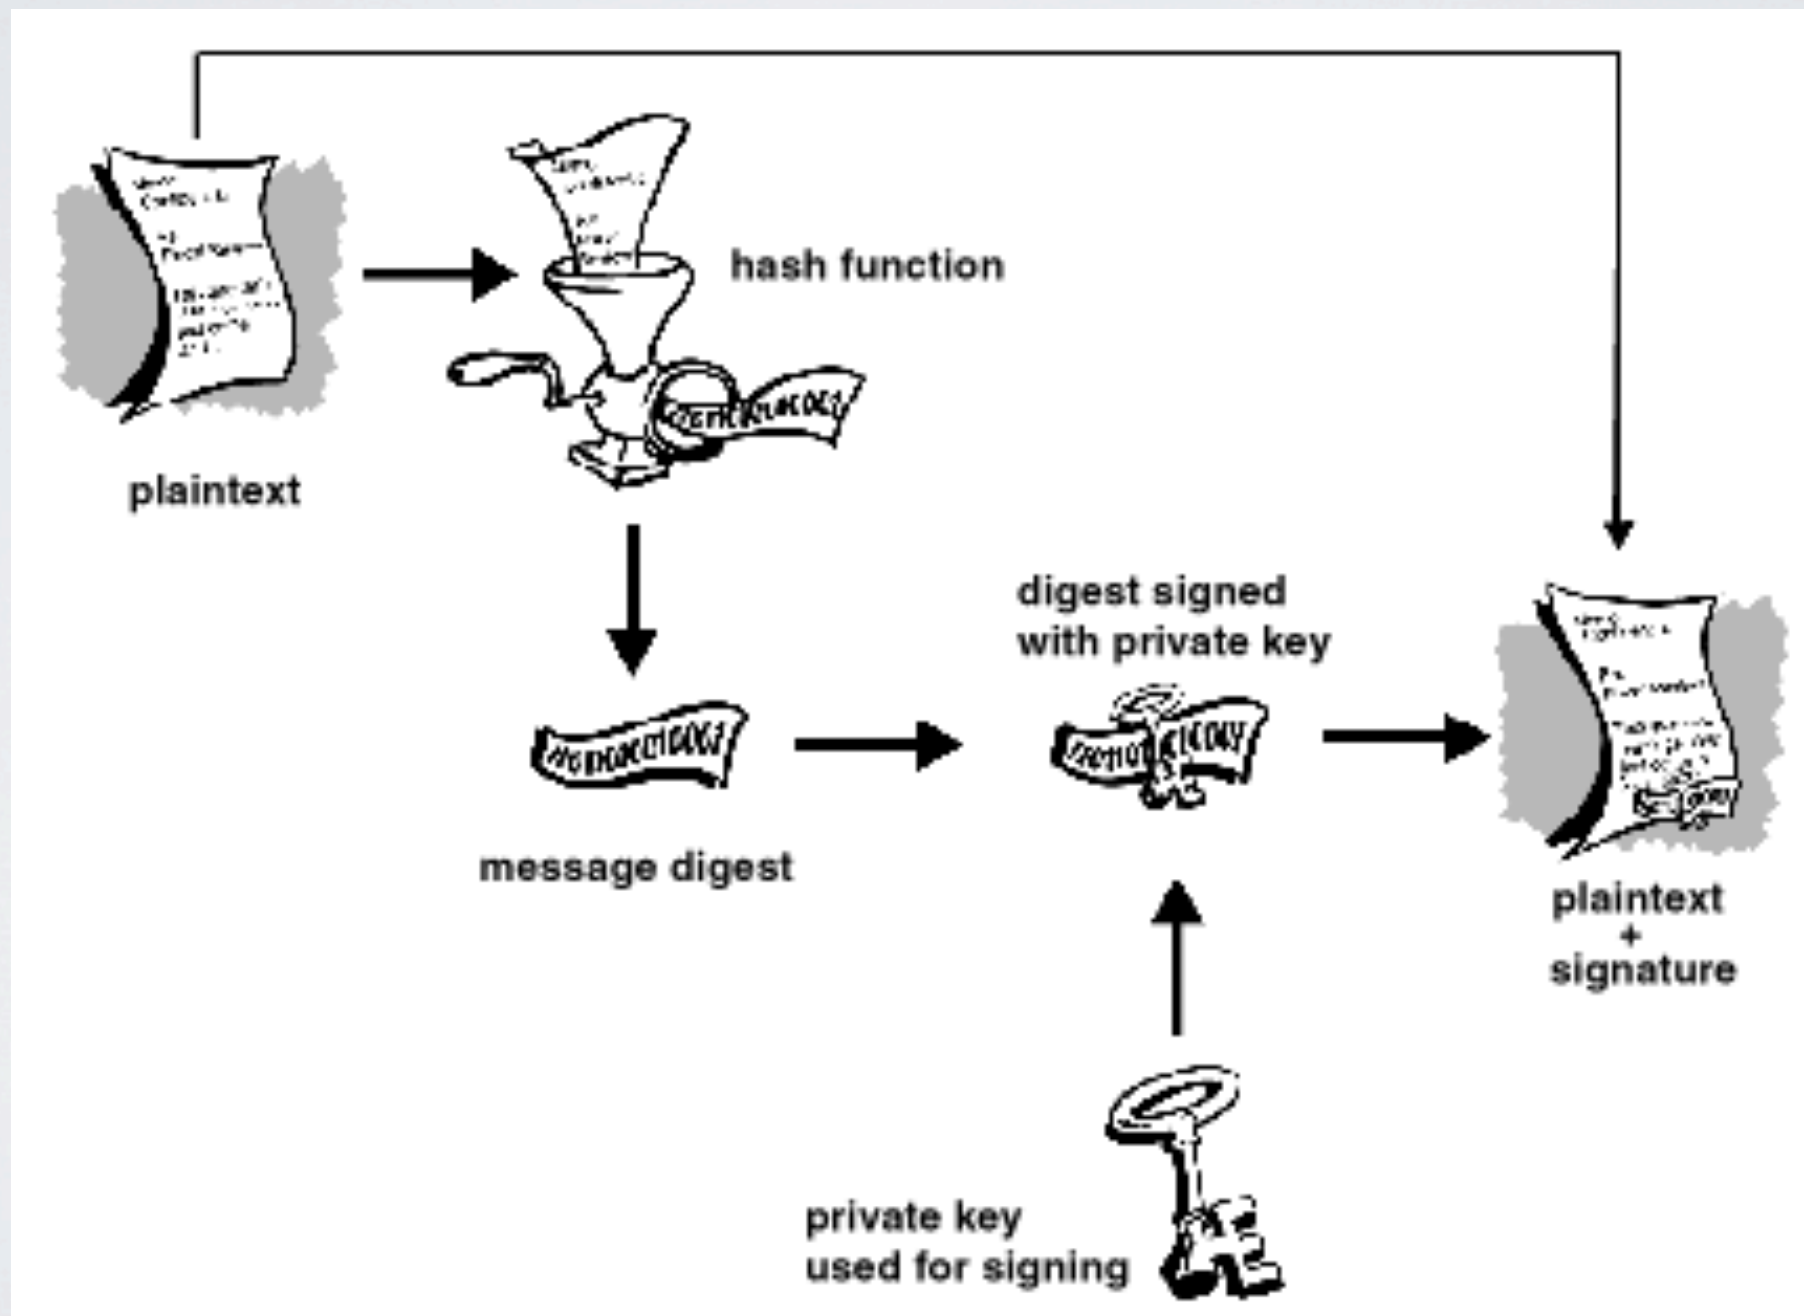 hash function
plaintext
digest signed
with private key
message digest
plaintext
+
signature
private key
used for signing